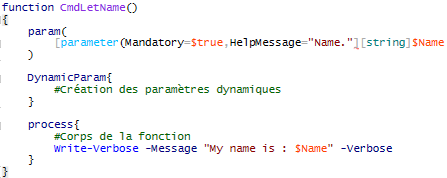 function CmdLetName()
{
param(
[parameter(Mandatory=$true,HelpMessage="Name.")][string]$Name
)
DynamicParam{
#Création des paramètres dynamiques
}
process{
#Corps de la fonction
Write-Verbose -Message "My name is : $Name" -Verbose
}
}